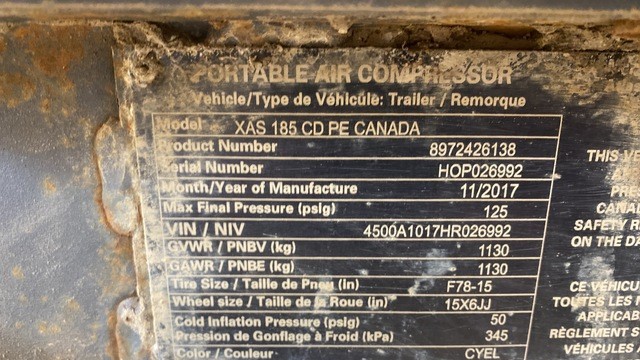 PORTABLE AIR COMPRESSOR
Vehicle/Type de Véhicule: Trailer / Remorque
Model XAS 185 CD PE CANADA
Product Number 8972426138
Serial Number HOP026992
Month/Year of Manufacture 11/2017
Max Final Pressure (psig) 125
VIN / NIV 4500A1017HR026992
GVWR / PNBV (kg) 1130
GAWR / PNBE (kg) 1130
Tire Size / Taille de Pneu (in) F78-15
Wheel size / Taille de la Roue (in) 15X6JJ
Cold Inflation Pressure (psig) 50
Pression de Gonflage à Froid (kPa) 345
Color / Couleur CYEL
THIS
CANA
SAFETY
ON THE DA
CE VÉHICU
TOUTES LES
APPLICAB
RÈGLEMENT S
VÉHICULES